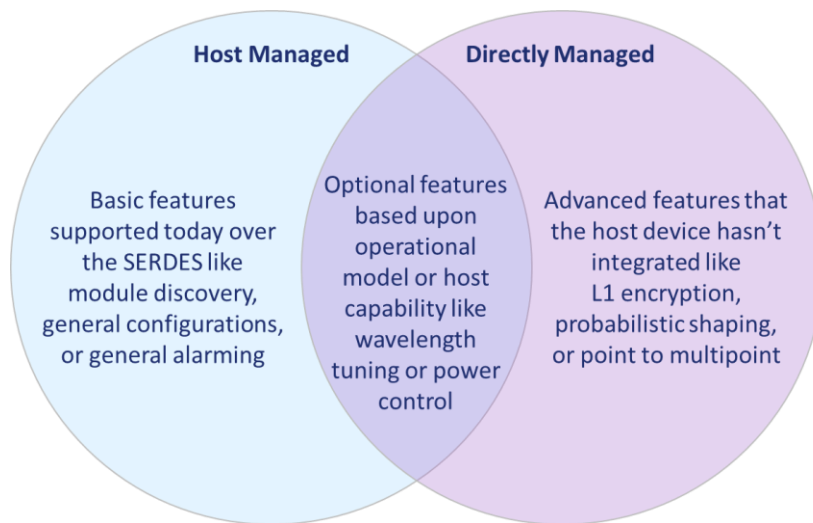 Host Managed
Basic features
supported today over
the SERDES like
module discovery,
general configurations,
or general alarming
Optional features
based upon
operational
model or host
capability like
wavelength
tuning or power
control
Directly Managed
Advanced features that
the host device hasn't
integrated like
L1 encryption,
probabilistic shaping,
or point to multipoint